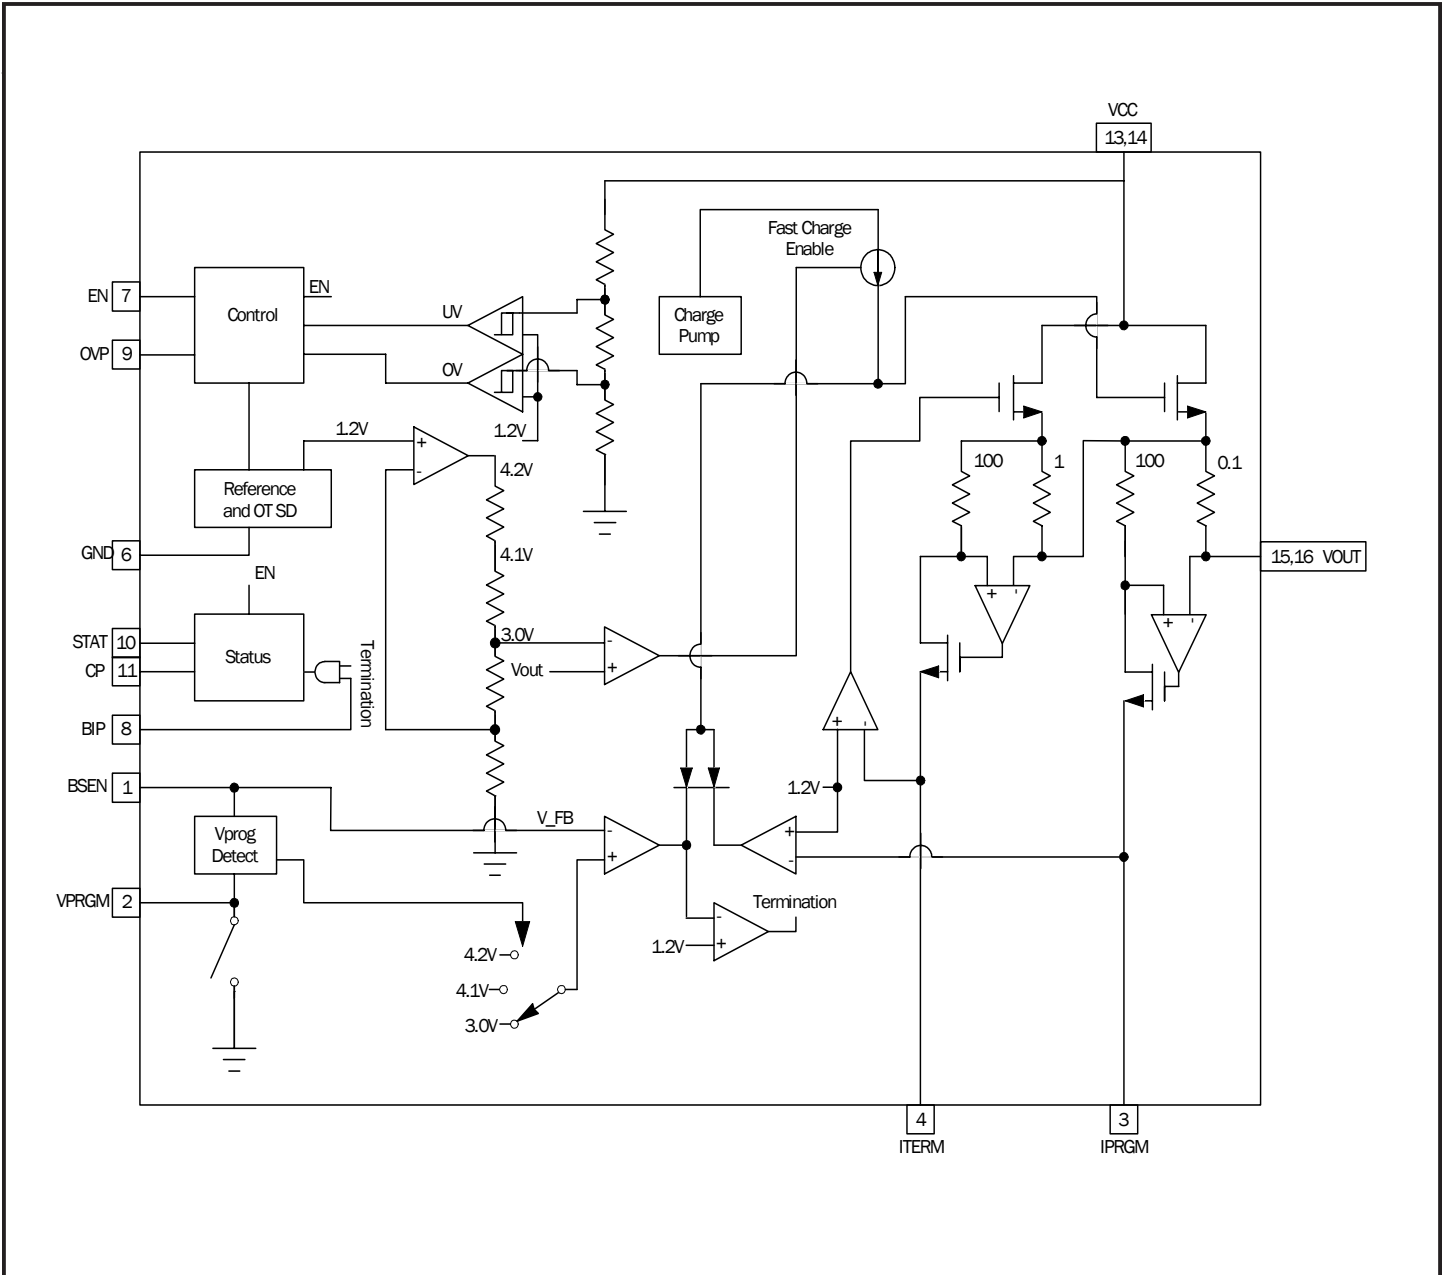 VCC
13,14
Fast Charge
Enable
EN 7
EN
Control
UV
Charge
Pump
OVP 9
OV
1.2V
1.2V
+
-
4.2V
100
1
100
0.1
Reference
and OT SD
GND 6
4.1V
15,16 VOUT
EN
+
-
+
-
STAT 10
3.0V
-
Status
Termination
CP 11
Vout
+
BIP 8
+
-
BSEN 1
1.2V
V_FB
-
+
Vprog
Detect
+
-
VPRGM 2
Termination
-
1.2V
+
4.2V
4.1V
3.0V
4
3
ITERM
IPRGM